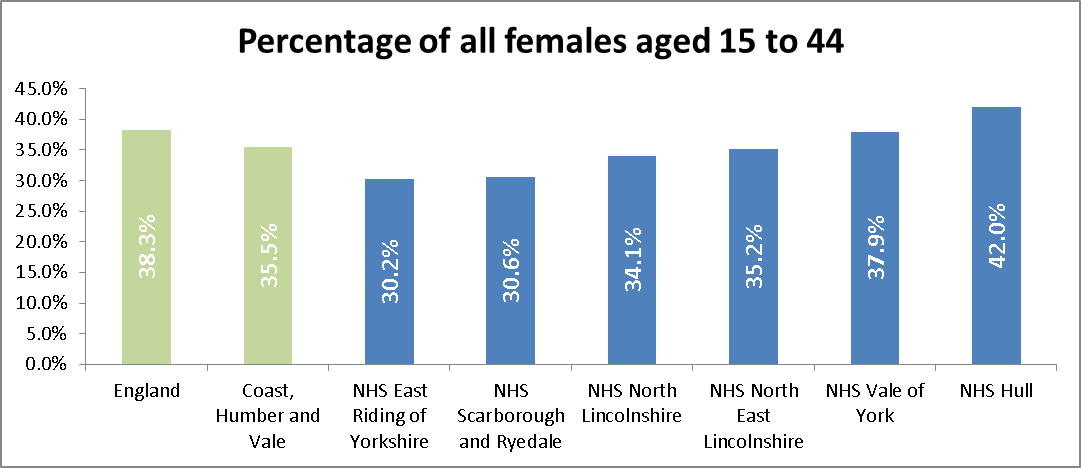 Percentage of all females aged 15 to 44
45.0%
40.0%
35.0%
30.0%
25.0%
20.0%
15.0%
10.0%
5.0%
0.0%
38.3%
35.5%
30.2%
30.6%
34.1%
35.2%
37.9%
42.0%
England
Coast,
Humber and
Vale
NHS East
Riding of
Yorkshire
NHS
Scarborough
and Ryedale
NHS North
Lincolnshire
NHS North
East
Lincolnshire
NHS Vale of
York
NHS Hull